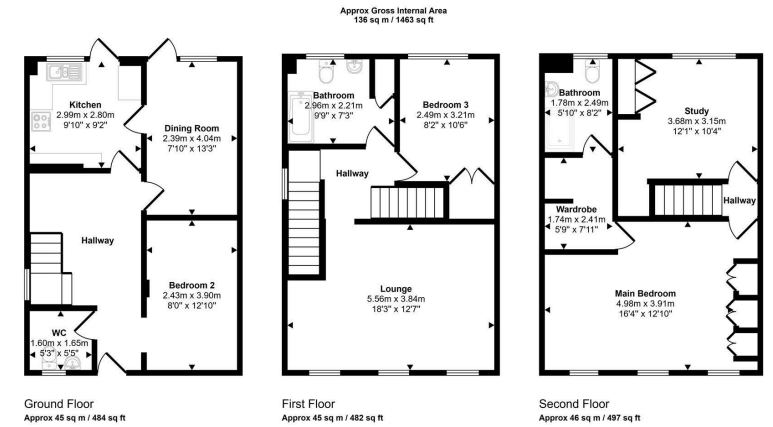 Approx Gross Internal Area
136 sq m / 1463 sq ft
Kitchen
2.99m x 2.80m
9'10" x 9'2"
Dining Room
2.39m x 4.04m
7'10" x 13'3"
Hallway
Bedroom 2
2.43m x 3.90m
8'0" x 12'10"
WC
1.60m x 1.65m
5'3" x 5'5"
Ground Floor
Approx 45 sq m / 484 sq ft
Bathroom
2.96m x 2.21m
9'9" x 7'3"
Bedroom 3
2.49m x 3.21m
8'2" x 10'6"
Hallway
Lounge
5.56m x 3.84m
18'3" x 12'7"
First Floor
Approx 45 sq m / 482 sq ft
Bathroom
1.78m x 2.49m
5'10" x 8'2"
Study
3.68m x 3.15m
12'1" x 10'4"
Hallway
Wardrobe
1.74m x 2.41m
5'9" x 7'11"
Main Bedroom
4.98m x 3.91m
16'4" x 12'10"
Second Floor
Approx 46 sq m / 497 sq ft